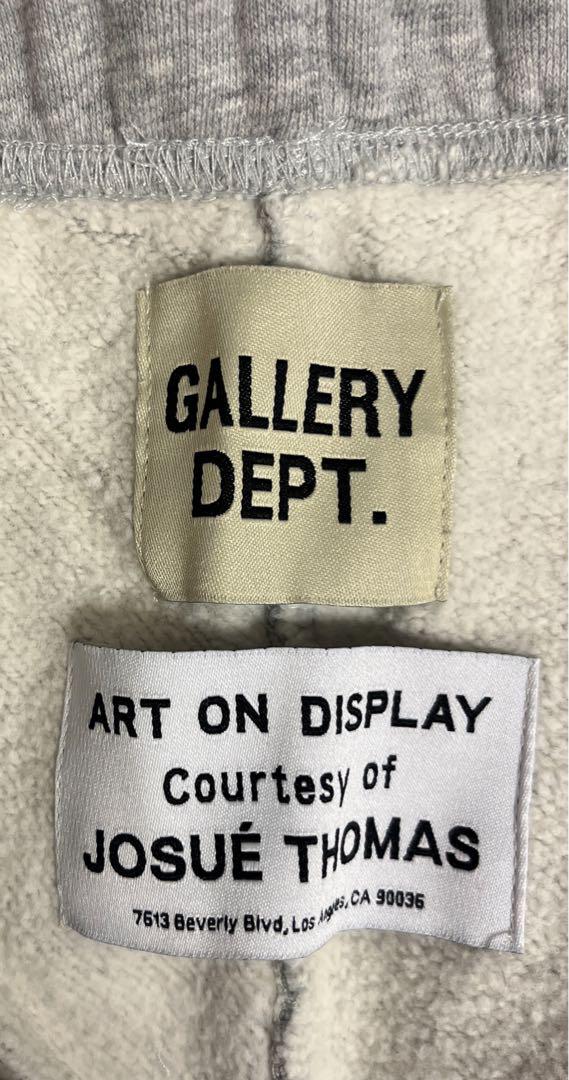 GALLERY
DEPT.
ART ON DISPLAY
Courtesy of
JOSUÉ THOMAS
7613 Beverly Blvd, Los Angeles, CA 90036